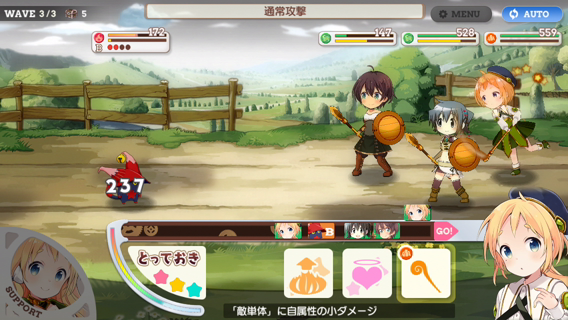 WAVE 3/3
5
通常攻撃
MENU
AUTO
172
B
147
528
559
237
B
GO!
とっておき
SUPPORT
「敵単体」に自属性の小ダメージ